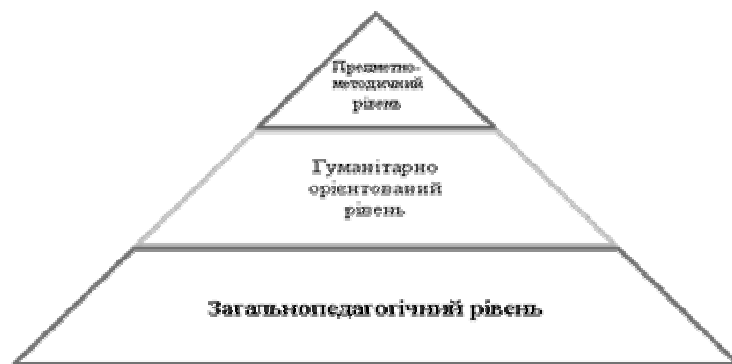 Предметно-
методичний
рівень
Гуманітарно
орієнтований
рівень
Загальнопедагогічний рівень